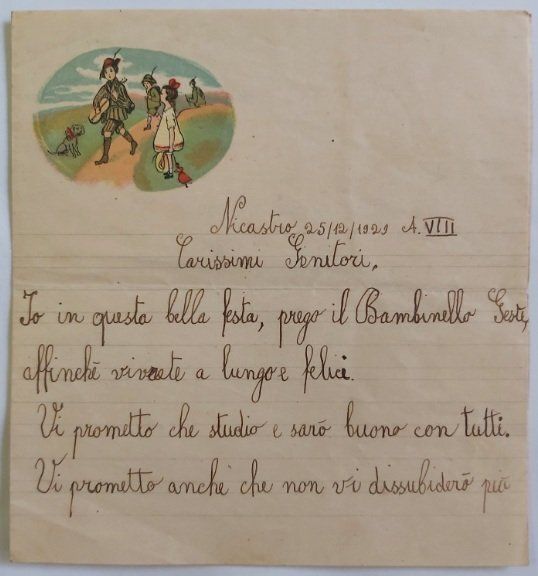 Nicastro 25/12/1929 A. VIII
Carissimi Genitori,
Io in questa bella festa, prego il Bambinello Gesù,
affinchè viviate a lungo e felici.
Vi prometto che studio e sarò buono con tutti.
Vi prometto anche che non vi dissubiderò più